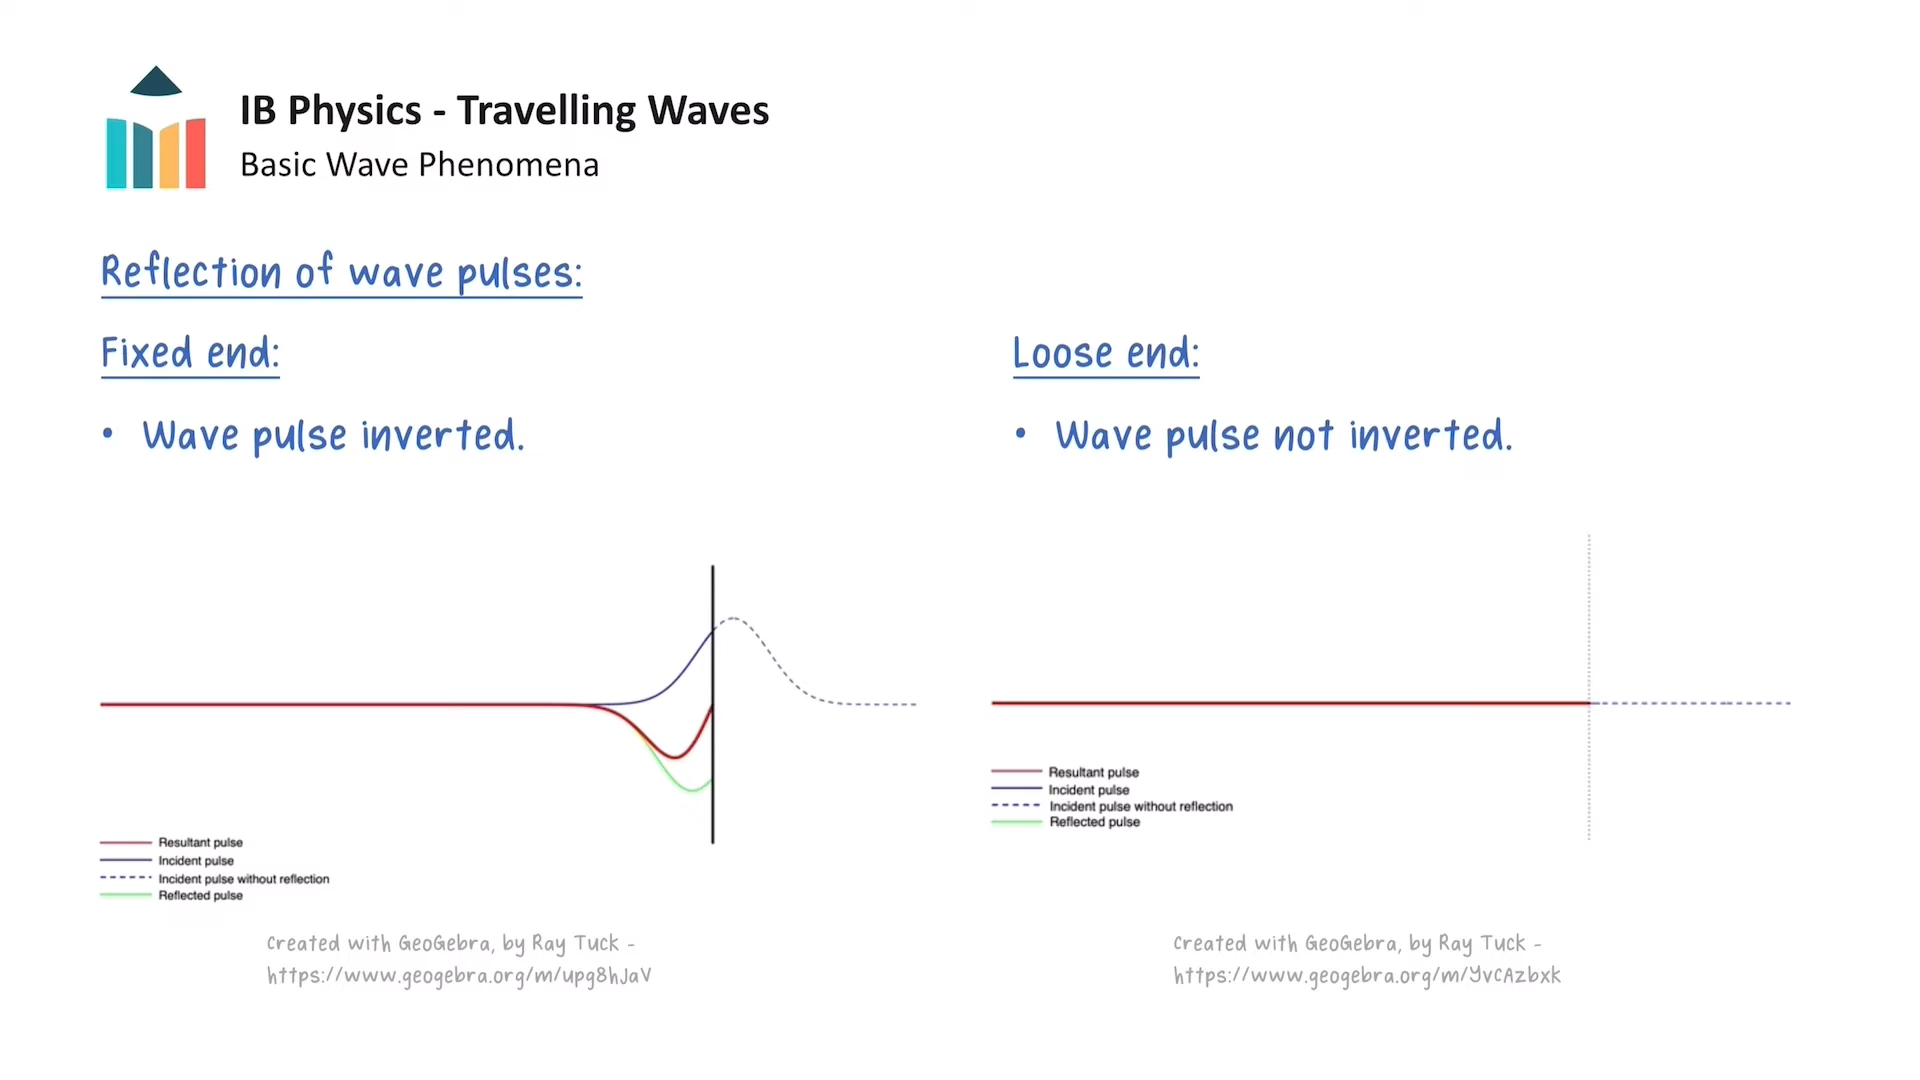 IB Physics - Travelling Waves
Basic Wave Phenomena
Reflection of wave pulses:
Fixed end:
• Wave pulse inverted.
Resultant pulse
Incident pulse
Incident pulse without reflection
Reflected pulse
Created with GeoGebra, by Ray Tuck -
https://www.geogebra.org/m/upg8hJaV
Loose end:
• Wave pulse not inverted.
Resultant pulse
Incident pulse
Incident pulse without reflection
Reflected pulse
Created with GeoGebra, by Ray Tuck -
https://www.geogebra.org/m/YvCAzbxk